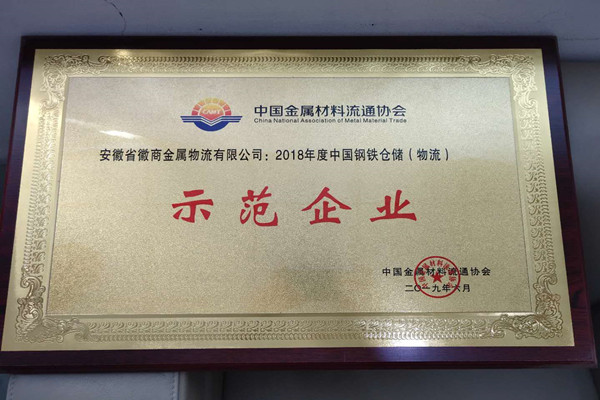 中国金属材料流通协会
China National Association of Metal Material Trade
安徽省徽商金属物流有限公司：2018年度中国钢铁仓储（物流）
示范企业
中国金属材料流通协会
二〇一九年六月